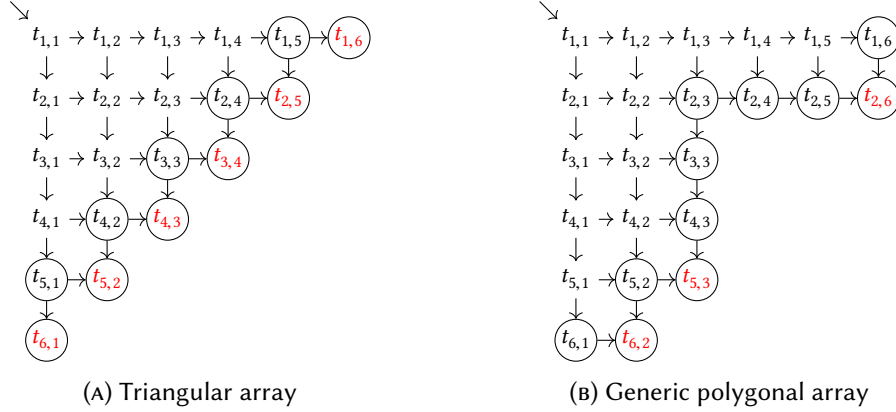 t1,1 t1,2 t1,3 t1,4 t1,5 t1,6
t2,1 t2,2 t2,3 t2,4 t2,5
t3,1 t3,2 t3,3 t3,4
t4,1 t4,2 t4,3
t5,1 t5,2
t6,1
(A) Triangular array
t1,1 t1,2 t1,3 t1,4 t1,5 t1,6
t2,1 t2,2 t2,3 t2,4 t2,5 t2,6
t3,1 t3,2 t3,3
t4,1 t4,2 t4,3
t5,1 t5,2 t5,3
t6,1 t6,2
(B) Generic polygonal array